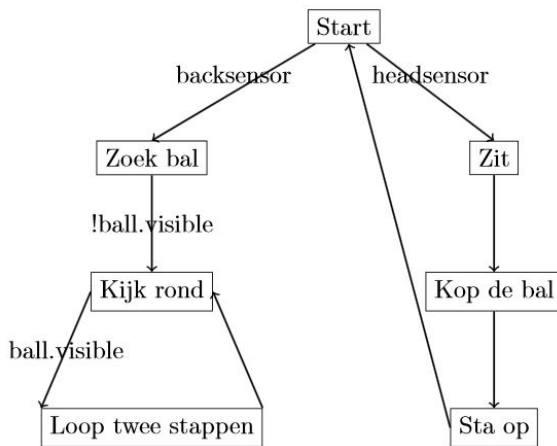 Start
backsensor
headsensor
Zoek bal
Zit
!ball.visible
Kijk rond
Kop de bal
ball.visible
Loop twee stappen
Sta op